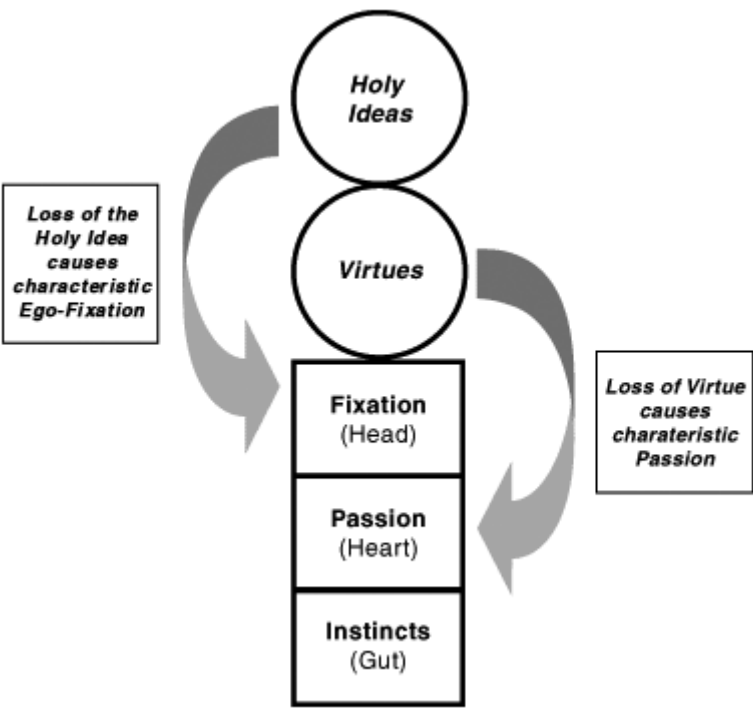 Holy
Ideas
Loss of the
Holy Idea
causes
characteristic
Ego-Fixation
Virtues
Loss of Virtue
causes
charateristic
Passion
Fixation
(Head)
Passion
(Heart)
Instincts
(Gut)